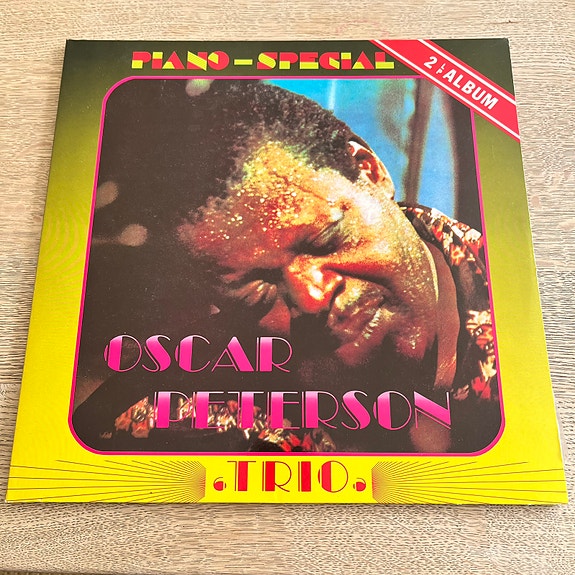 PIANO-SPECIAL
2 LP ALBUM
OSCAR
PETERSON
TRIO